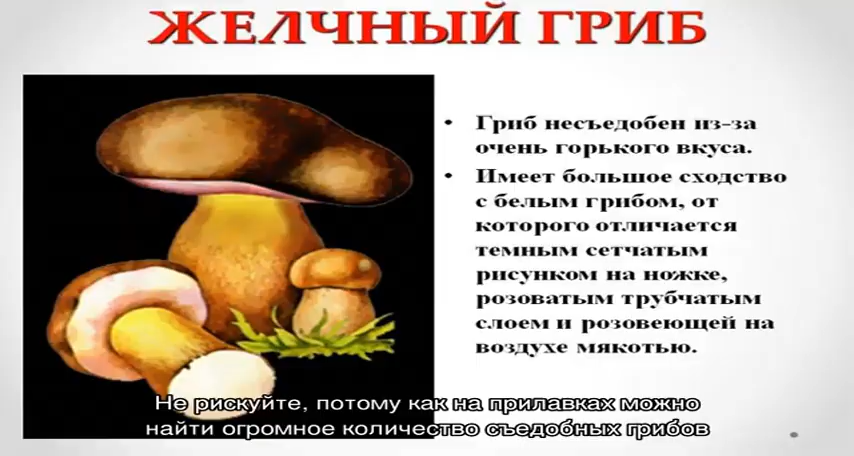 ЖЕЛЧНЫЙ ГРИБ
• Гриб несъедобен из-за
очень горького вкуса.
• Имеет большое сходство
с белым грибом, от
которого отличается
темным сетчатым
рисунком на ножке,
розоватым трубчатым
слоем и розовеющей на
воздухе мякотью.
Не рискуйте, потому как на прилавках можно
найти огромное количество съедобных грибов